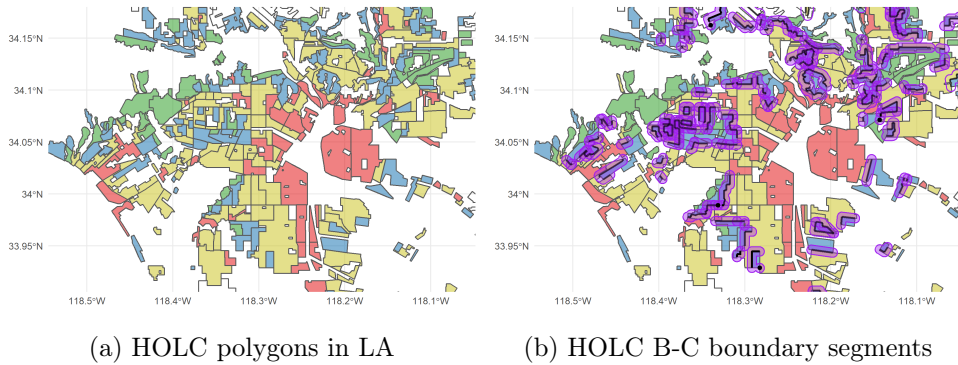 34.15°N
34.1°N
34.05°N
34°N
33.95°N
118.5°W 118.4°W 118.3°W 118.2°W 118.1°W
34.15°N
34.1°N
34.05°N
34°N
33.95°N
118.5°W 118.4°W 118.3°W 118.2°W 118.1°W
(a) HOLC polygons in LA
(b) HOLC B-C boundary segments